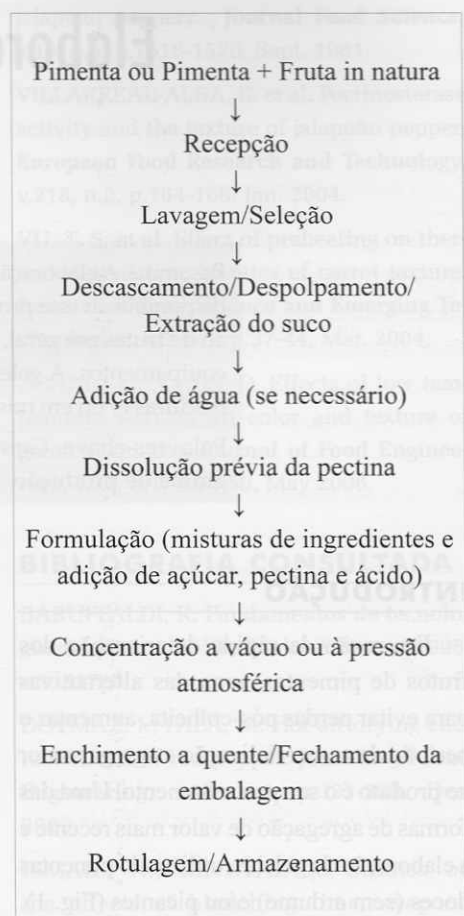 Pimenta ou Pimenta + Fruta in natura
↓
Recepção
↓
Lavagem/Seleção
↓
Descascamento/Despolpamento/
Extração do suco
↓
Adição de água (se necessário)
↓
Dissolução prévia da pectina
↓
Formulação (misturas de ingredientes e
adição de açúcar, pectina e ácido)
↓
Concentração a vácuo ou à pressão
atmosférica
↓
Enchimento a quente/Fechamento da
embalagem
↓
Rotulagem/Armazenamento